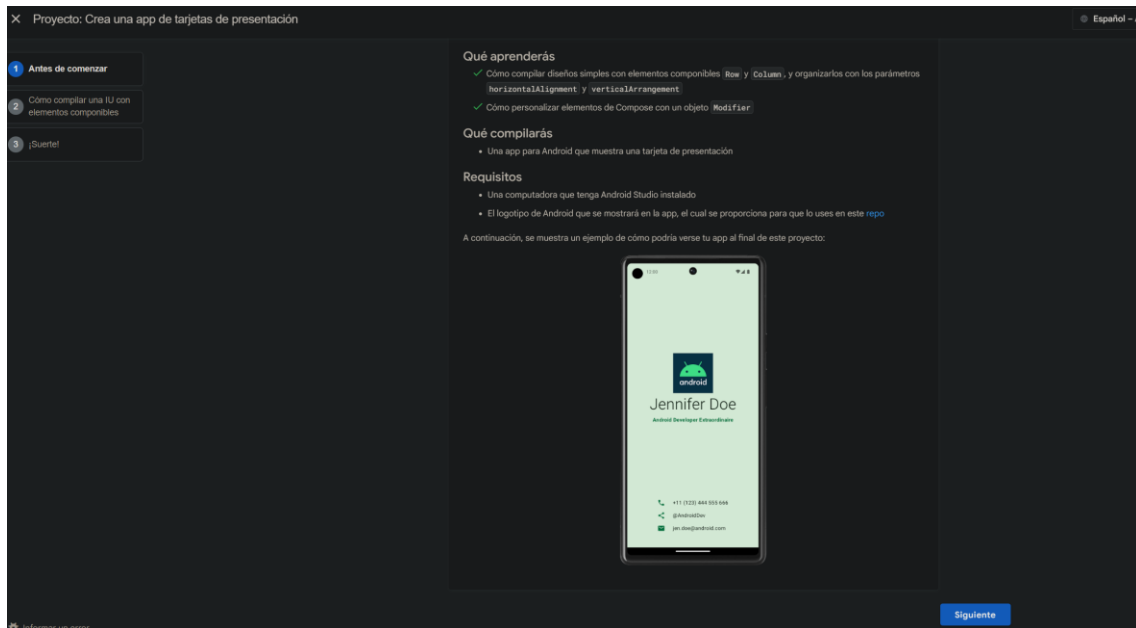 Proyecto: Crea una app de tarjetas de presentación
Español –
1 Antes de comenzar
2 Cómo compilar una IU con
elementos componibles
3 ¡Suerte!
Qué aprenderás
Cómo compilar diseños simples con elementos componibles Row y Column, y organizarlos con los parámetros
horizontalAlignment y verticalArrangement
Cómo personalizar elementos de Compose con un objeto Modifier
Qué compilarás
• Una app para Android que muestra una tarjeta de presentación
Requisitos
• Una computadora que tenga Android Studio instalado
• El logotipo de Android que se mostrará en la app, el cual se proporciona para que lo uses en este repo
A continuación, se muestra un ejemplo de cómo podría verse tu app al final de este proyecto:
android
Jennifer Doe
Android Developer Extraordinaire
+11 (123) 444 555 666
@AndroidDev
jen.doe@android.com
Siguiente
Informar un error